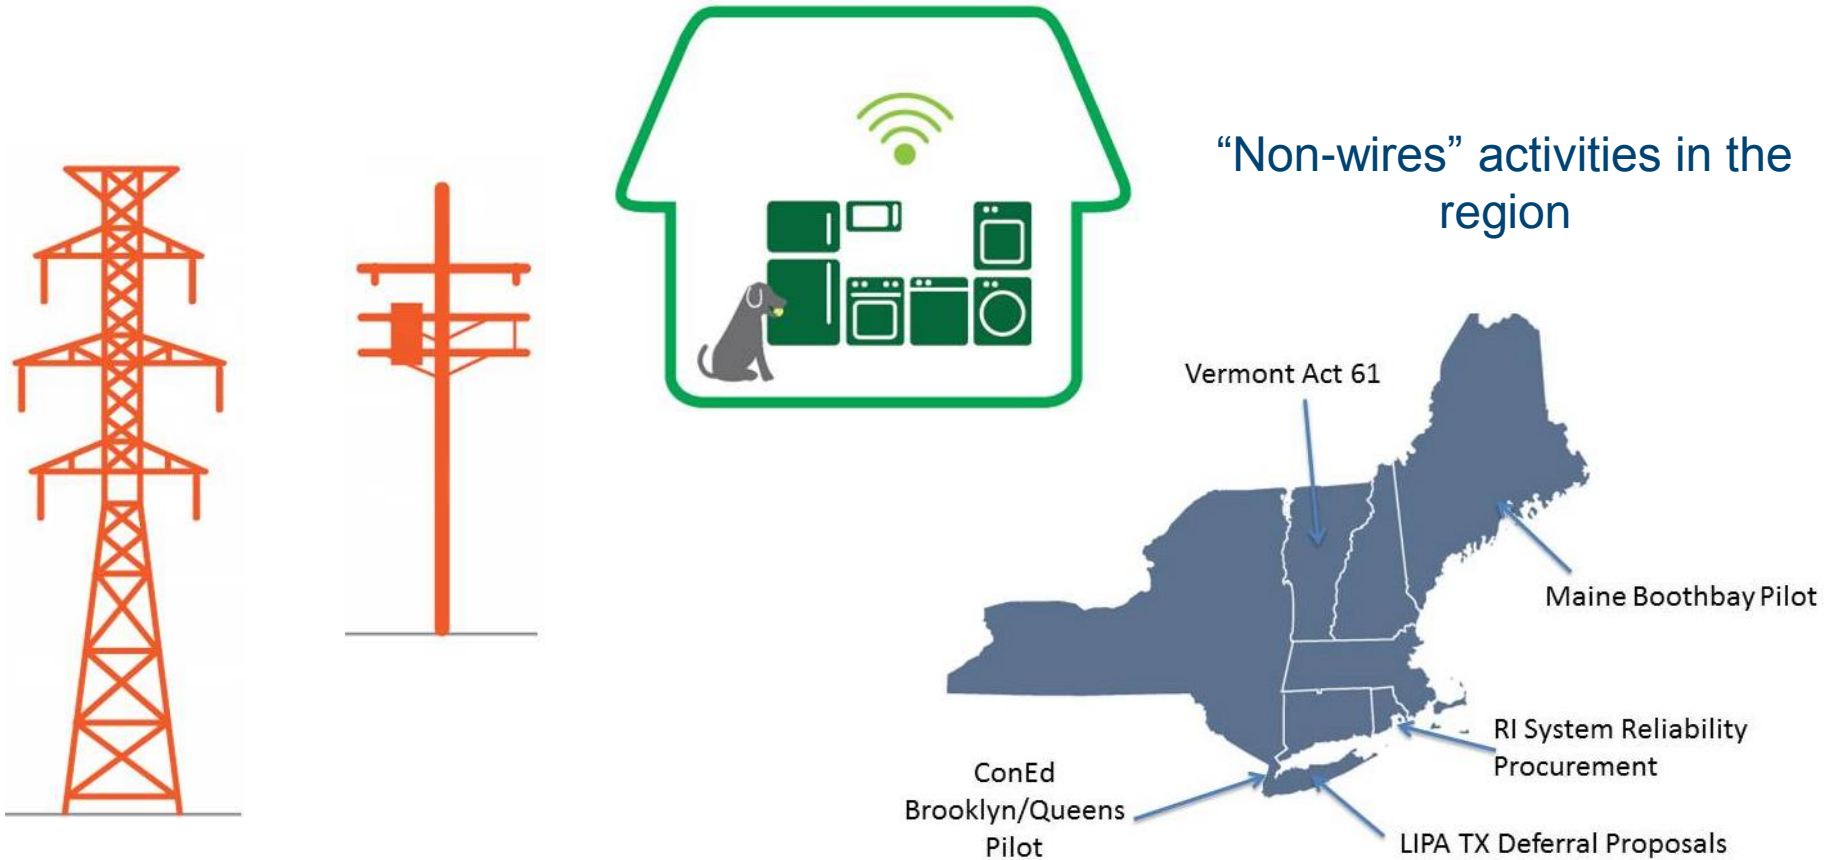 “Non-wires” activities in the
region
Vermont Act 61
Maine Boothbay Pilot
RI System Reliability
Procurement
ConEd
Brooklyn/Queens
Pilot
LIPA TX Deferral Proposals